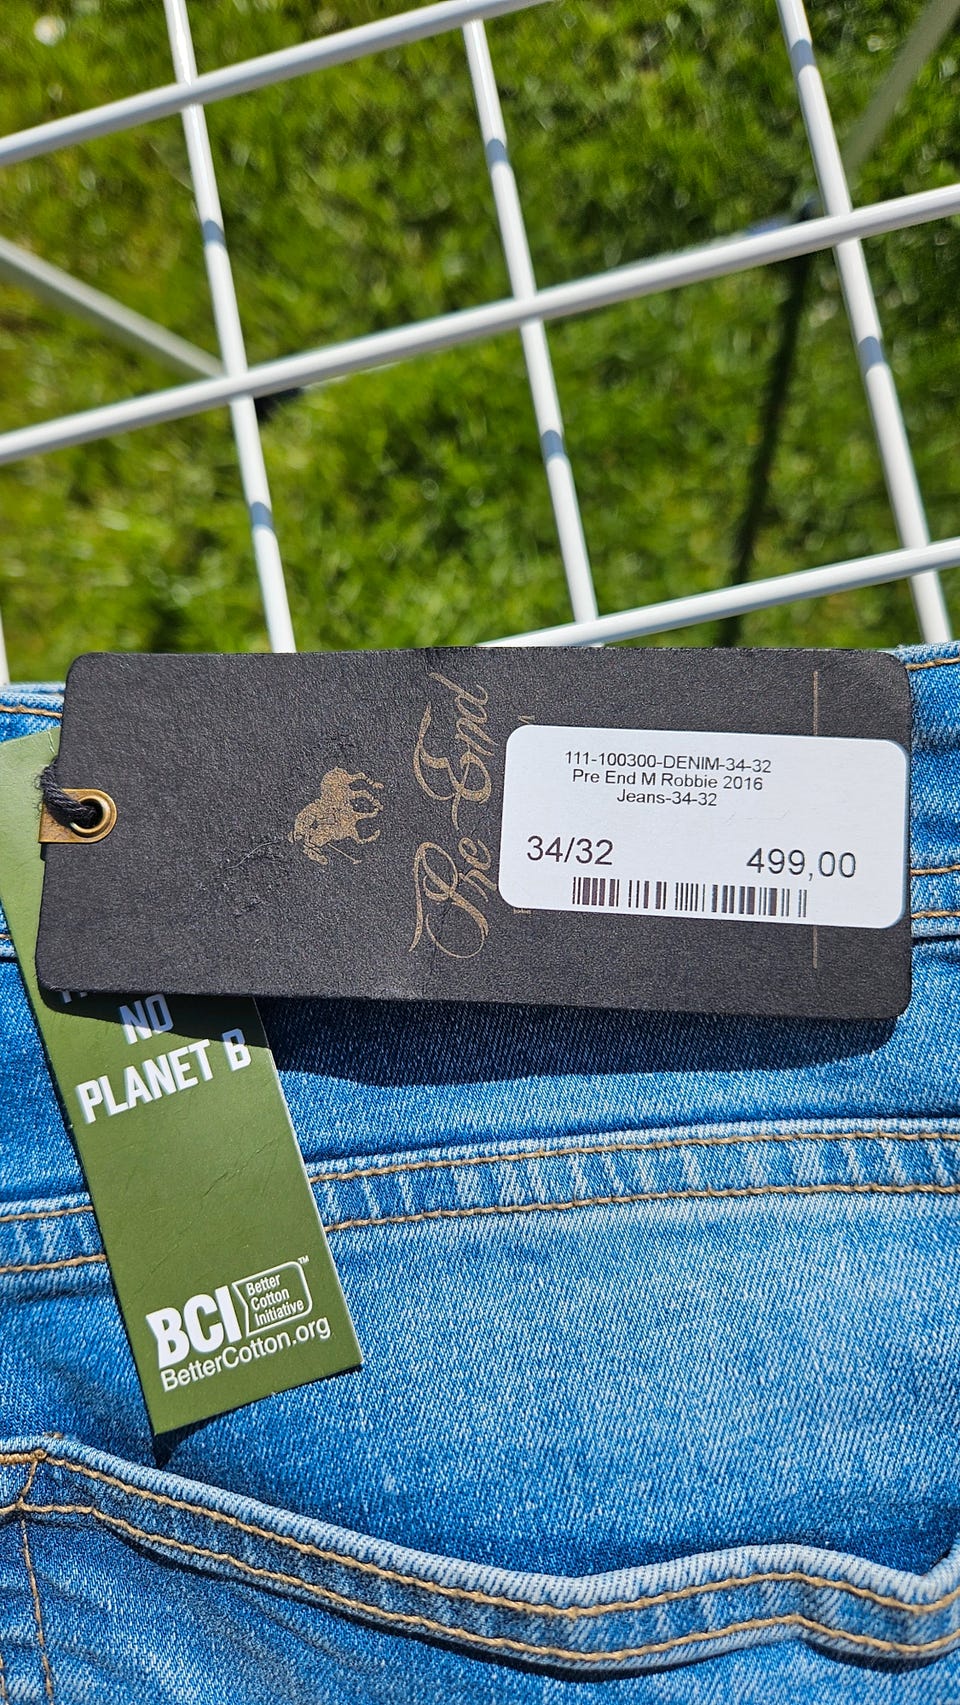 Pre End
111-100300-DENIM-34-32
Pre End M Robbie 2016
Jeans-34-32
34/32 499,00
NO
PLANET B
BCI Better
Cotton
Initiative™
BetterCotton.org